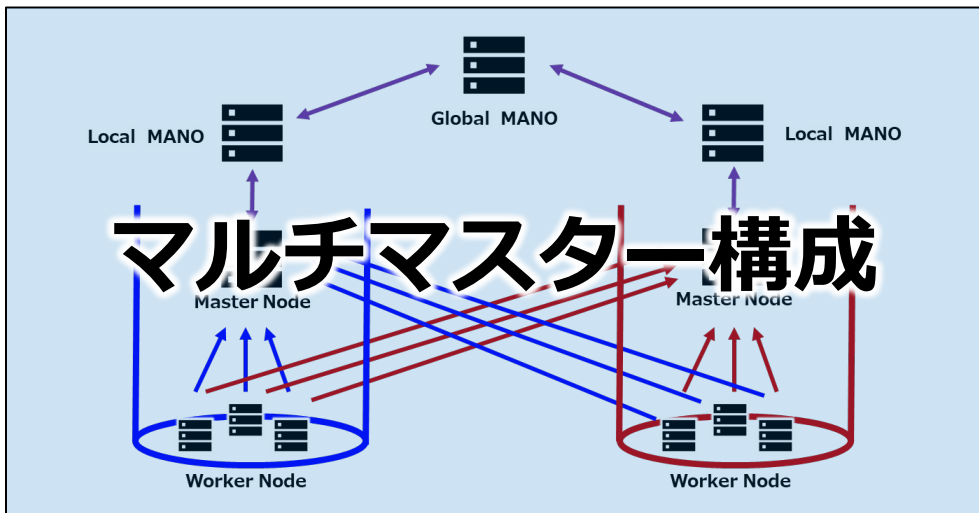 Global MANO
Local MANO
Local MANO
マルチマスター構成
Master Node
Master Node
Worker Node
Worker Node